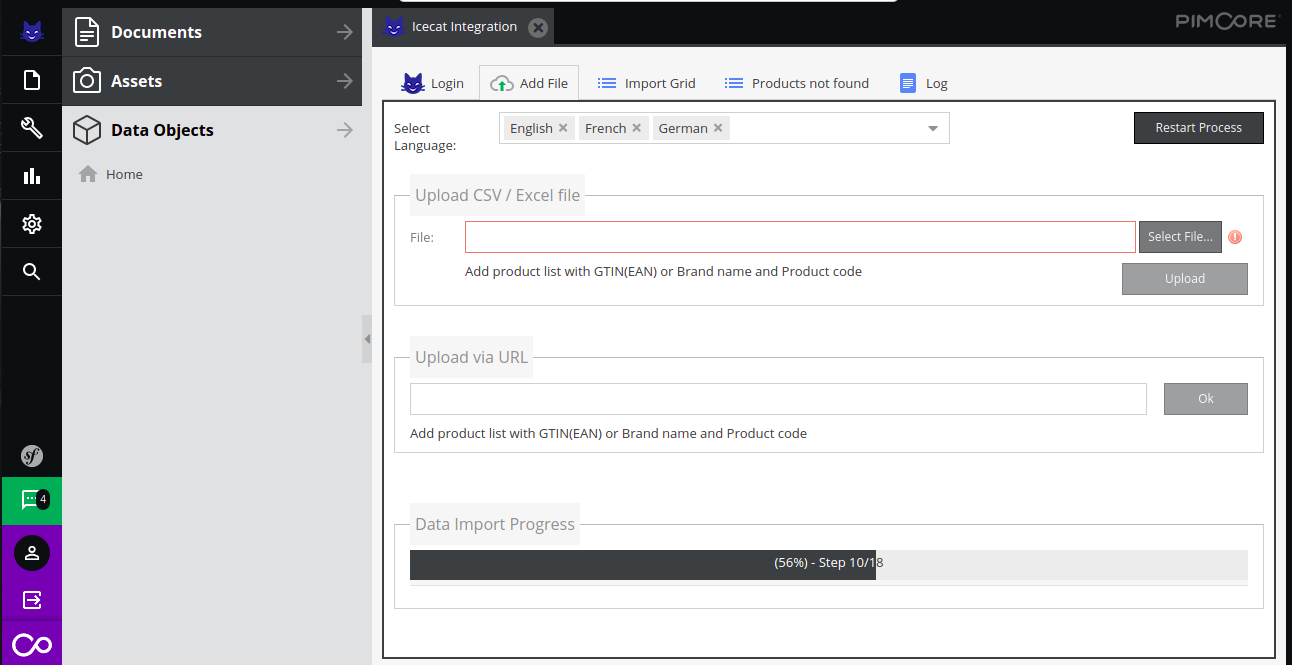 Documents
Assets
Data Objects
Home
4
Icecat Integration
PIMCORE
Login
Add File
Import Grid
Products not found
Log
Select
Language:
English
French
German
Restart Process
Upload CSV / Excel file
File:
Select File...
Add product list with GTIN(EAN) or Brand name and Product code
Upload
Upload via URL
Ok
Add product list with GTIN(EAN) or Brand name and Product code
Data Import Progress
(56%) - Step 10/18